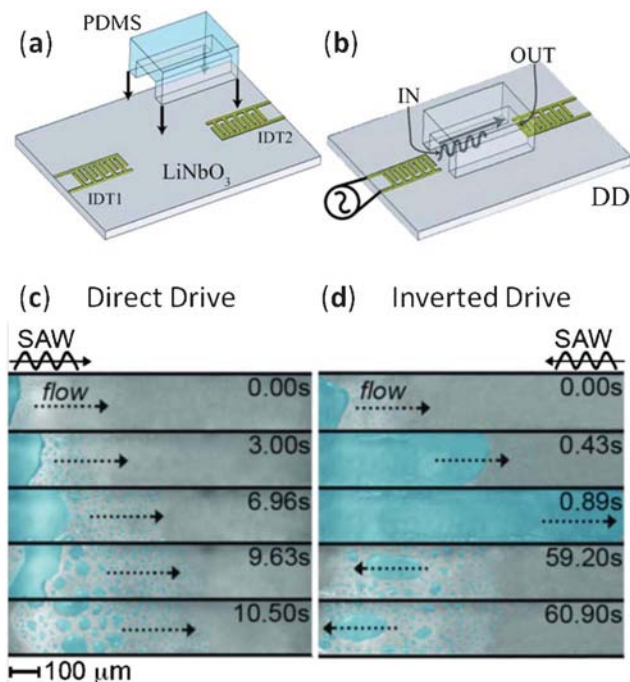 (a)
PDMS
IDT2
IDT1
LiNbO₃
(b)
OUT
IN
DD
(c) Direct Drive
SAW
flow
0.00s
3.00s
6.96s
9.63s
10.50s
100 μm
(d) Inverted Drive
SAW
flow
0.00s
0.43s
0.89s
59.20s
60.90s